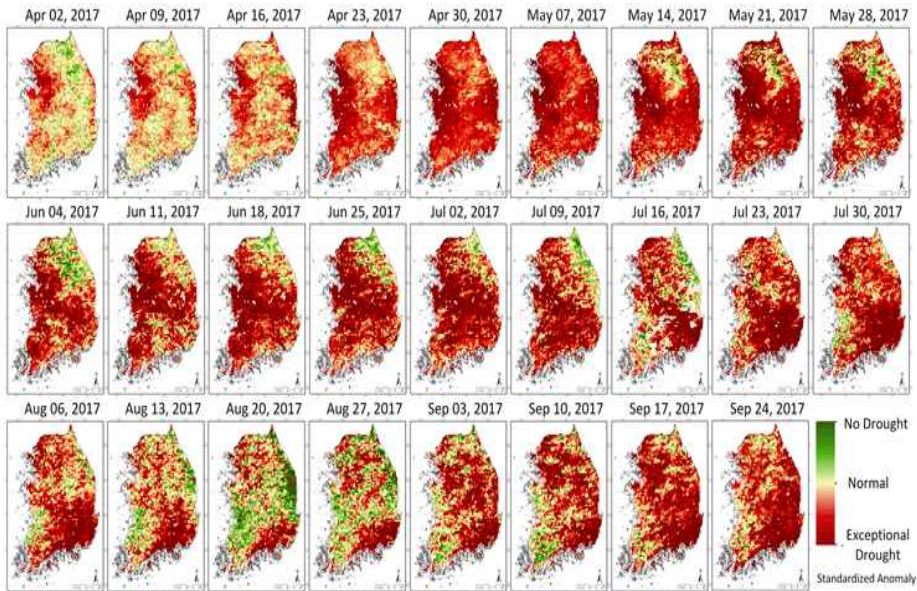 Apr 02, 2017 Apr 09, 2017 Apr 16, 2017 Apr 23, 2017 Apr 30, 2017 May 07, 2017 May 14, 2017 May 21, 2017 May 28, 2017
Jun 04, 2017 Jun 11, 2017 Jun 18, 2017 Jun 25, 2017 Jul 02, 2017 Jul 09, 2017 Jul 16, 2017 Jul 23, 2017 Jul 30, 2017
Aug 06, 2017 Aug 13, 2017 Aug 20, 2017 Aug 27, 2017 Sep 03, 2017 Sep 10, 2017 Sep 17, 2017 Sep 24, 2017
No Drought
Normal
Exceptional
Drought
Standardized Anomaly